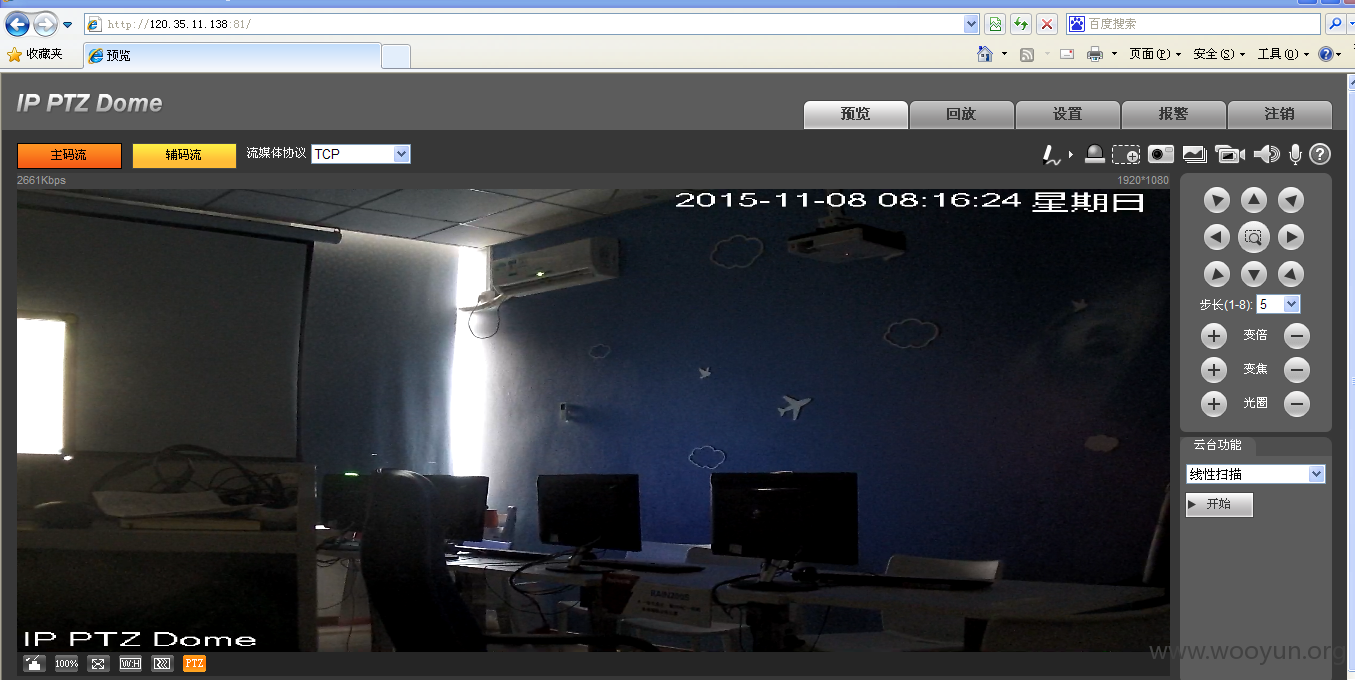 http://120.35.11.138:81/
百度搜索
收藏夹
预览
页面(P)
安全(S)
工具(O)
IP PTZ Dome
预览
回放
设置
报警
注销
主码流
辅码流
流媒体协议
TCP
2661Kbps
1920*1080
2015-11-08 08:16:24 星期日
步长(1-8):
5
变倍
变焦
光圈
云台功能
线性扫描
开始
IP PTZ Dome
100%
W:H
PTZ
www.wooyun.org